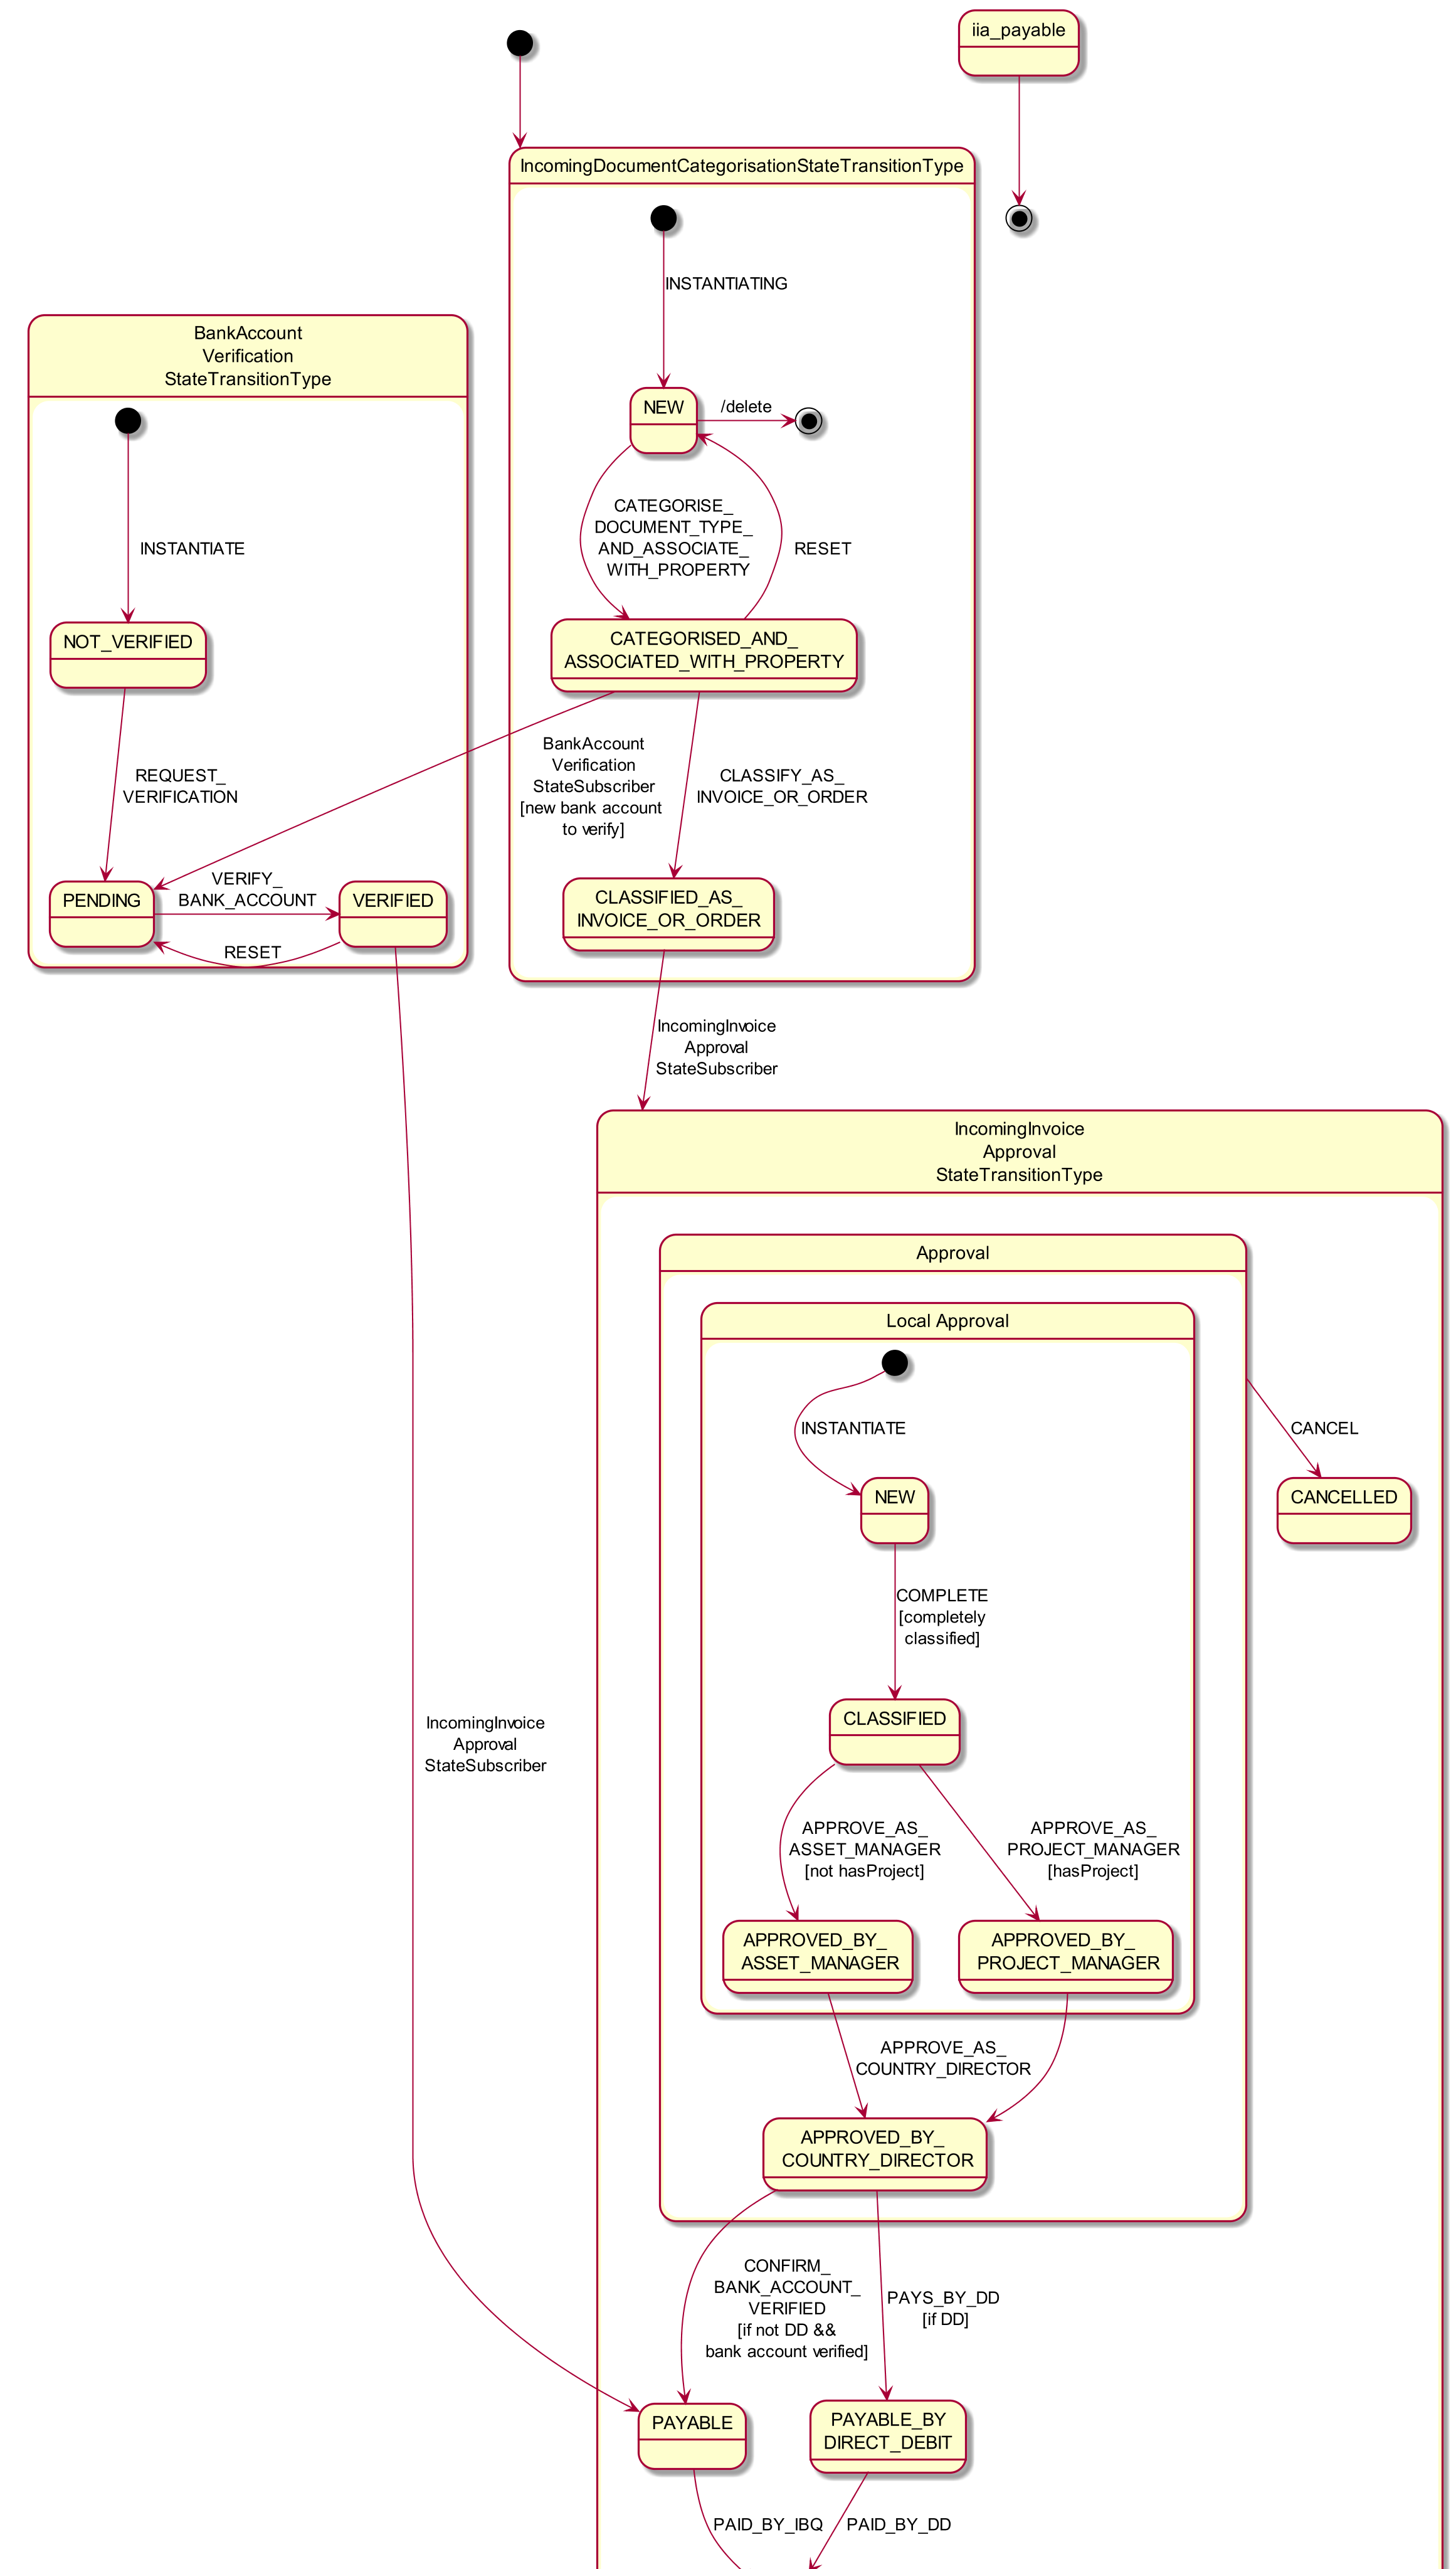 iia_payable
IncomingDocumentCategorisationStateTransitionType
INSTANTIATING
NEW
/delete
CATEGORISE_
DOCUMENT_TYPE_
AND_ASSOCIATE_
WITH_PROPERTY
RESET
CATEGORISED_AND_
ASSOCIATED_WITH_PROPERTY
BankAccount
Verification
StateTransitionType
INSTANTIATE
NOT_VERIFIED
REQUEST_
VERIFICATION
PENDING
VERIFY_
BANK_ACCOUNT
VERIFIED
RESET
BankAccount
Verification
StateSubscriber
[new bank account
to verify]
CLASSIFY_AS_
INVOICE_OR_ORDER
CLASSIFIED_AS_
INVOICE_OR_ORDER
IncomingInvoice
Approval
StateSubscriber
IncomingInvoice
Approval
StateTransitionType
Approval
Local Approval
INSTANTIATE
CANCEL
NEW
CANCELLED
COMPLETE
[completely
classified]
CLASSIFIED
IncomingInvoice
Approval
StateSubscriber
APPROVE_AS_
ASSET_MANAGER
[not hasProject]
APPROVE_AS_
PROJECT_MANAGER
[hasProject]
APPROVED_BY_
ASSET_MANAGER
APPROVED_BY_
PROJECT_MANAGER
APPROVE_AS_
COUNTRY_DIRECTOR
APPROVED_BY_
COUNTRY_DIRECTOR
CONFIRM_
BANK_ACCOUNT_
VERIFIED
[if not DD &&
bank account verified]
PAYS_BY_DD
[if DD]
PAYABLE
PAYABLE_BY
DIRECT_DEBIT
PAID_BY_IBQ
PAID_BY_DD